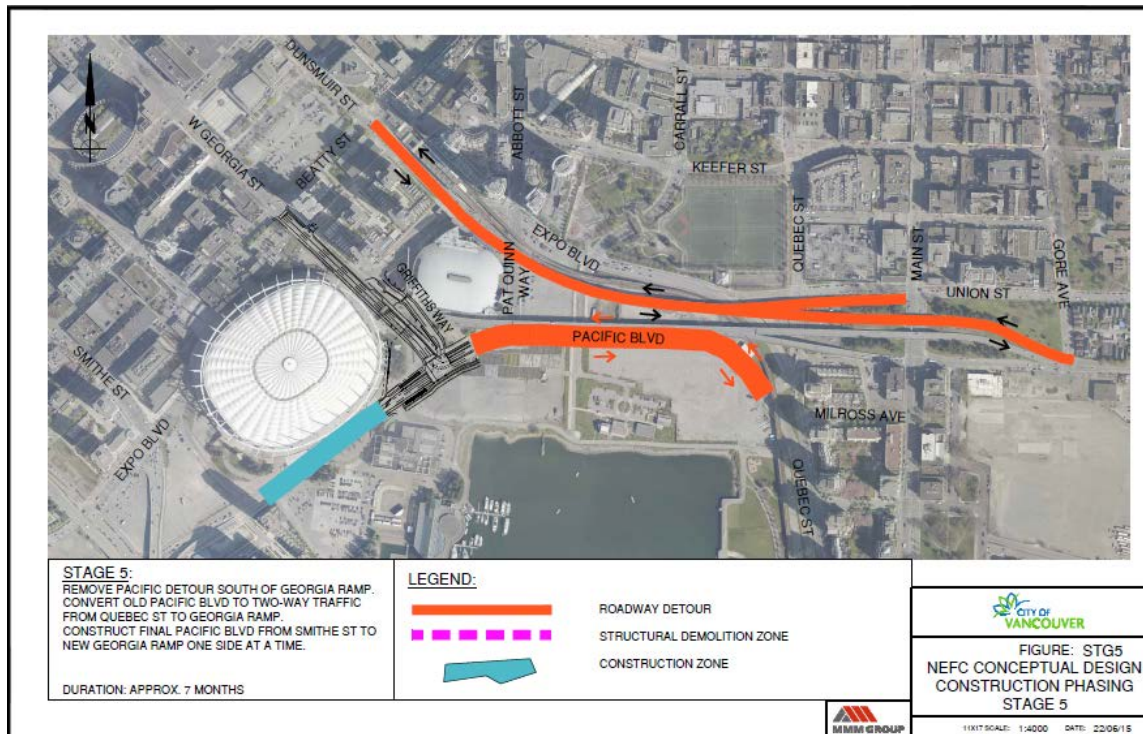 DUNSMUIR ST
W GEORGIA ST
BEATTY ST
ABBOTT ST
CARRALL ST
KEEFER ST
QUEBEC ST
MAIN ST
GORE AVE
UNION ST
EXPO BLVD
PAT QUINN
WAY
GRIFFITHS WAY
PACIFIC BLVD
SMITHE ST
EXPO BLVD
MILROSS AVE
QUEBEC ST
STAGE 5:
REMOVE PACIFIC DETOUR SOUTH OF GEORGIA RAMP.
CONVERT OLD PACIFIC BLVD TO TWO-WAY TRAFFIC
FROM QUEBEC ST TO GEORGIA RAMP.
CONSTRUCT FINAL PACIFIC BLVD FROM SMITHE ST TO
NEW GEORGIA RAMP ONE SIDE AT A TIME.
DURATION: APPROX. 7 MONTHS
LEGEND:
ROADWAY DETOUR
STRUCTURAL DEMOLITION ZONE
CONSTRUCTION ZONE
CITY OF
VANCOUVER
FIGURE: STG5
NEFC CONCEPTUAL DESIGN
CONSTRUCTION PHASING
STAGE 5
MMM GROUP
11X17 SCALE: 1:4000 DATE: 22/06/15